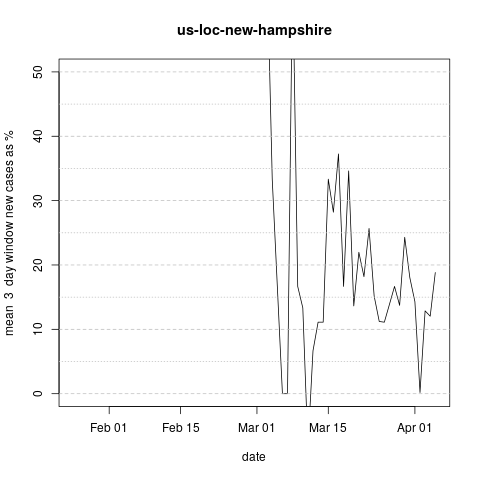 us-loc-new-hampshire
mean 3 day window new cases as %
50
40
30
20
10
0
Feb 01 Feb 15 Mar 01 Mar 15 Apr 01
date